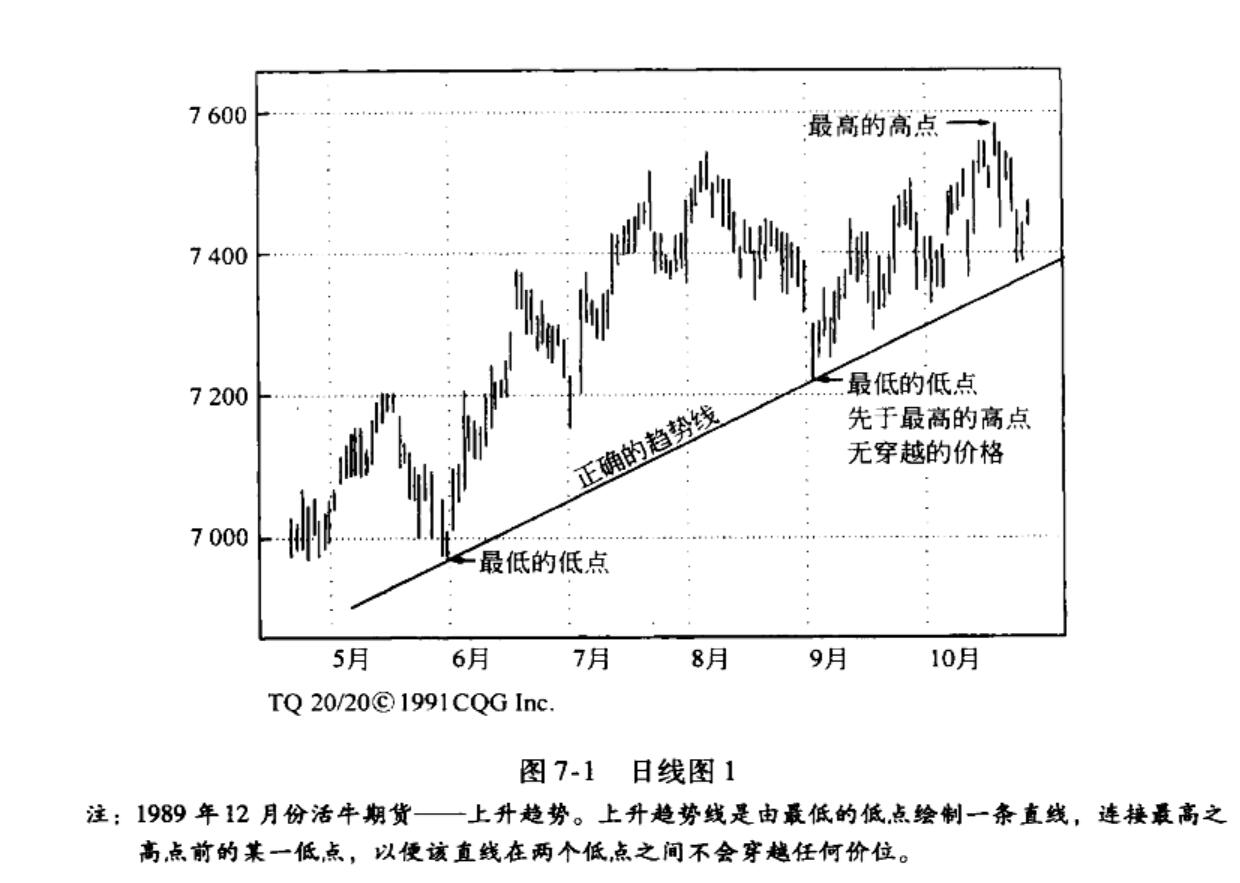 7 600
最高的高点
7 400
7 200
最低的低点
先于最高的高点
无穿越的价格
正确的趋势线
7 000
最低的低点
5月 6月 7月 8月 9月 10月
TQ 20/20©1991CQG Inc.
图 7-1 日线图 1
注：1989 年 12 月份活牛期货——上升趋势。上升趋势线是由最低的低点绘制一条直线，连接最高之
高点前的某一低点，以便该直线在两个低点之间不会穿越任何价位。